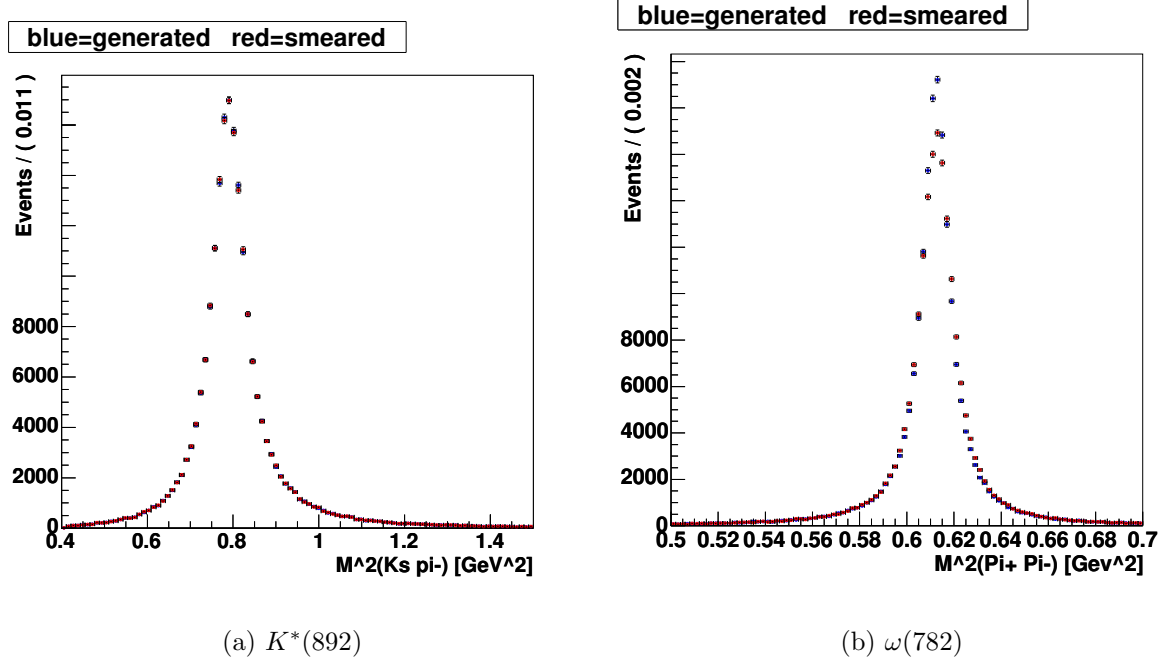 blue=generated red=smeared
Events / ( 0.011 )
8000
6000
4000
2000
0
0.4 0.6 0.8 1 1.2 1.4
M^2(Ks pi-) [GeV^2]
(a) K*(892)
blue=generated red=smeared
Events / ( 0.002 )
8000
6000
4000
2000
0
0.5 0.52 0.54 0.56 0.58 0.6 0.62 0.64 0.66 0.68 0.7
M^2(Pi+ Pi-) [Gev^2]
(b) ω(782)